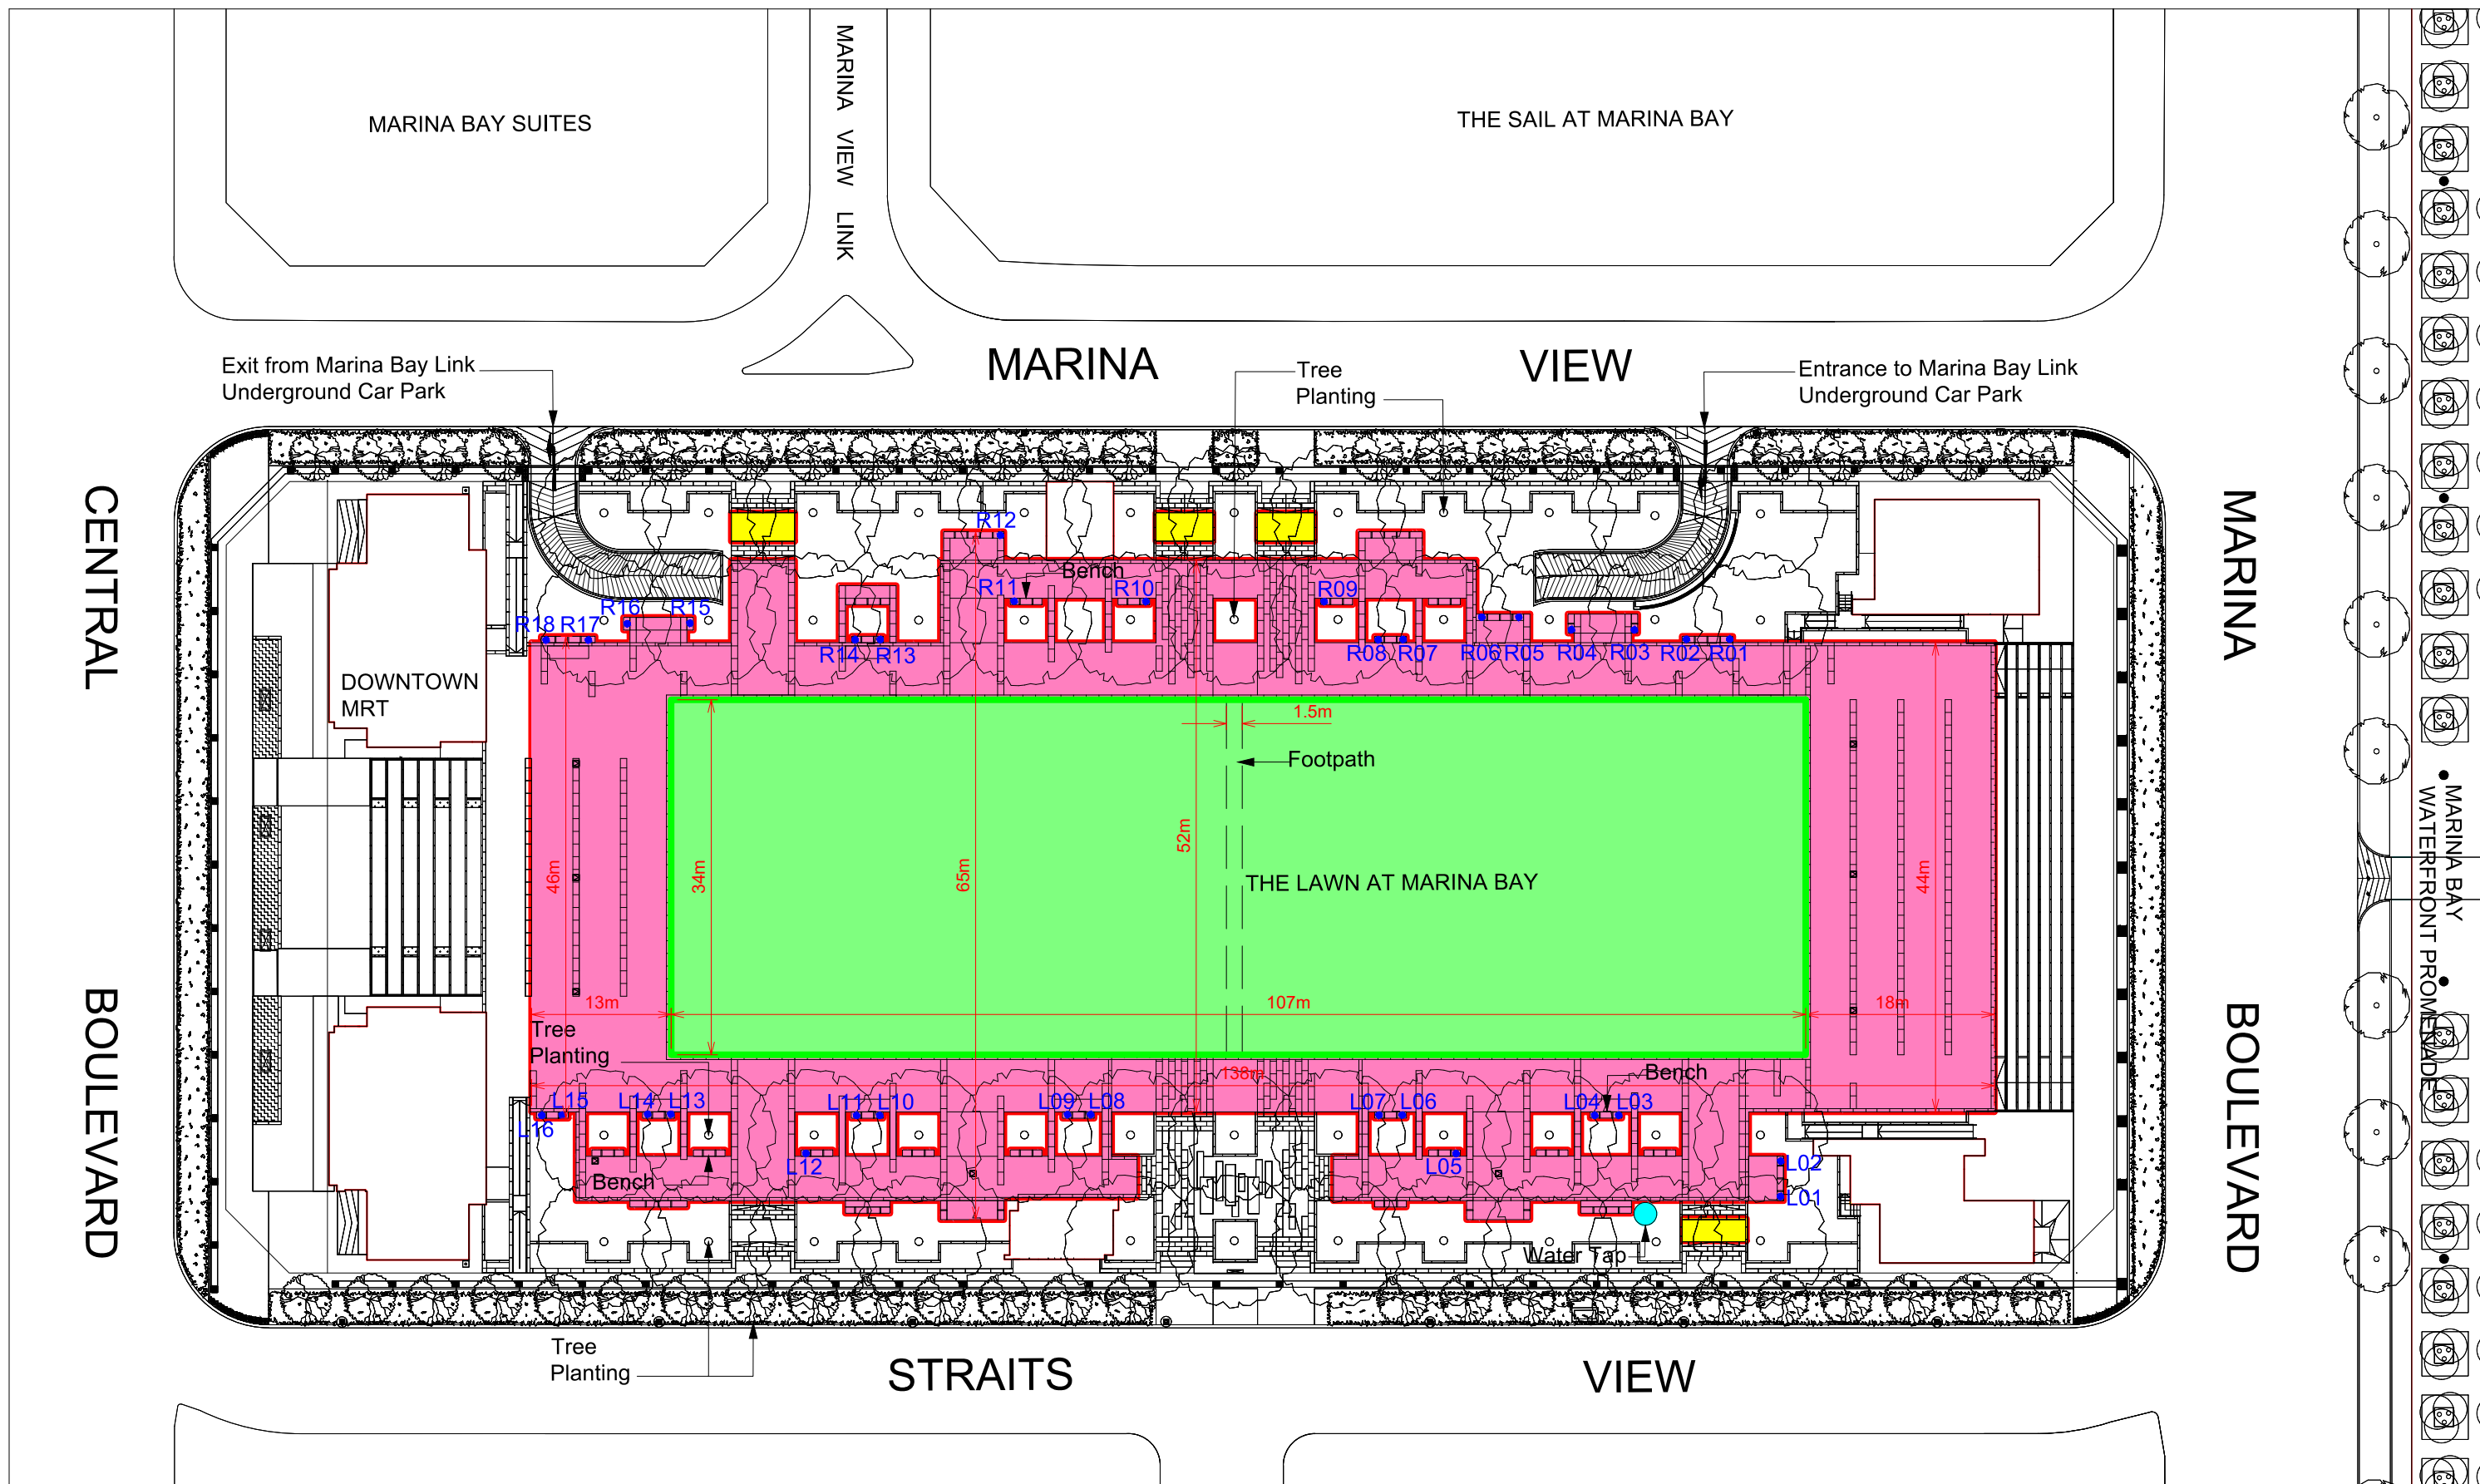 MARINA BAY SUITES
MARINA VIEW LINK
THE SAIL AT MARINA BAY
Exit from Marina Bay Link
Underground Car Park
MARINA VIEW
Tree
Planting
Entrance to Marina Bay Link
Underground Car Park
CENTRAL
BOULEVARD
MARINA
BOULEVARD
MARINA BAY
WATERFRONT PROMENADE
R12
Bench
R11
R10
R09
R18
R17
R16
R15
R14
R13
R08
R07
R06
R05
R04
R03
R02
R01
DOWNTOWN
MRT
1.5m
Footpath
46m
34m
65m
52m
44m
THE LAWN AT MARINA BAY
13m
107m
18m
Tree
Planting
138m
Bench
L16
L15
L14
L13
L11
L10
L09
L08
L07
L06
L04
L03
L12
L05
L02
L01
Bench
Water Tap
Tree
Planting
STRAITS VIEW